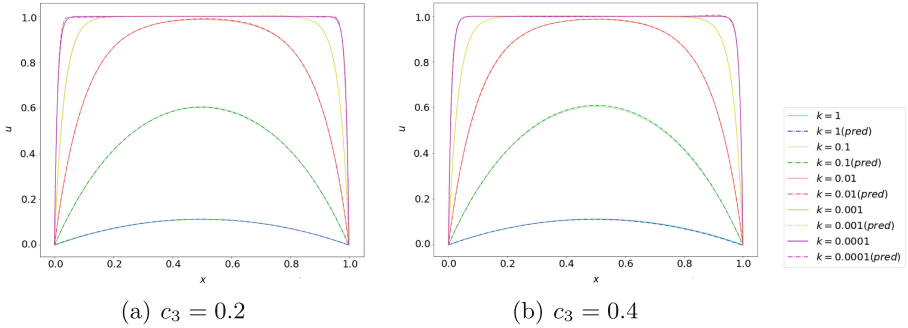 1.0
0.8
0.6
0.4
0.2
0.0
u
0.0 0.2 0.4 0.6 0.8 1.0
x
(a) c₃ = 0.2
1.0
0.8
0.6
0.4
0.2
0.0
u
0.0 0.2 0.4 0.6 0.8 1.0
x
(b) c₃ = 0.4
k = 1
k = 1(pred)
k = 0.1
k = 0.1(pred)
k = 0.01
k = 0.01(pred)
k = 0.001
k = 0.001(pred)
k = 0.0001
k = 0.0001(pred)